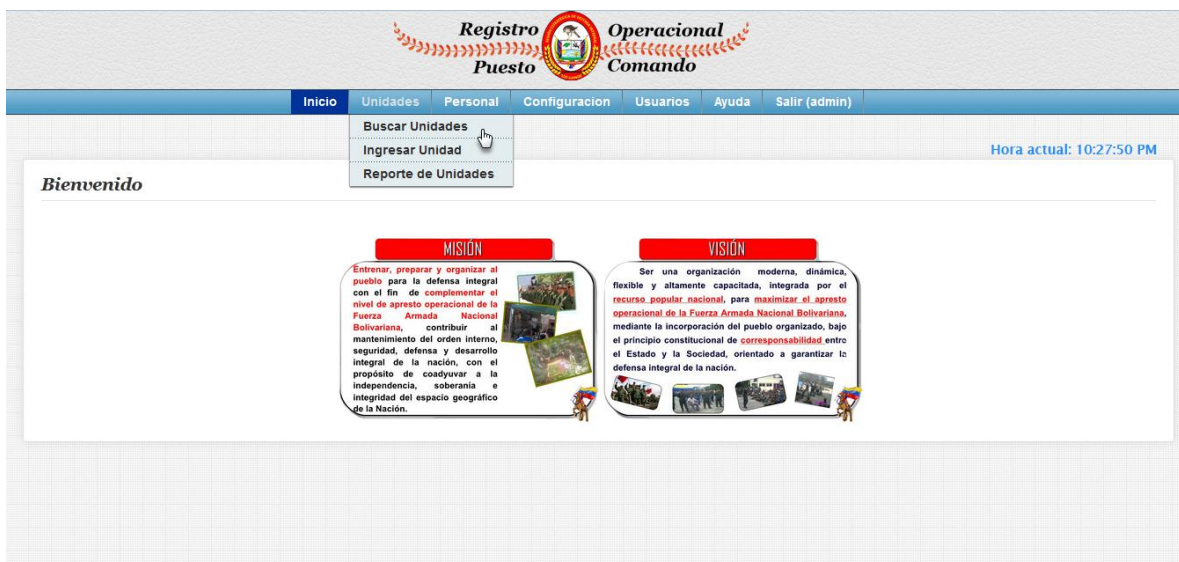 Registro Operacional
Puesto Comando
Inicio Unidades Personal Configuracion Usuarios Ayuda Salir (admin)
Buscar Unidades
Ingresar Unidad
Reporte de Unidades
Hora actual: 10:27:50 PM
Bienvenido
MISIÓN
Entrenar, preparar y organizar al
pueblo para la defensa integral
con el fin de complementar el
nivel de apresto operacional de la
Fuerza Armada Nacional
Bolivariana, contribuir al
mantenimiento del orden interno,
seguridad, defensa y desarrollo
integral de la nación, con el
propósito de coadyuvar a la
independencia, soberania e
integridad del espacio geográfico
de la Nación.
VISIÓN
Ser una organización moderna, dinámica,
flexible y altamente capacitada, integrada por el
recurso popular nacional, para maximizar el apresto
operacional de la Fuerza Armada Nacional Bolivariana,
mediante la incorporación del pueblo organizado, bajo
el principio constitucional de corresponsabilidad entre
el Estado y la Sociedad, orientado a garantizar la
defensa integral de la nación.